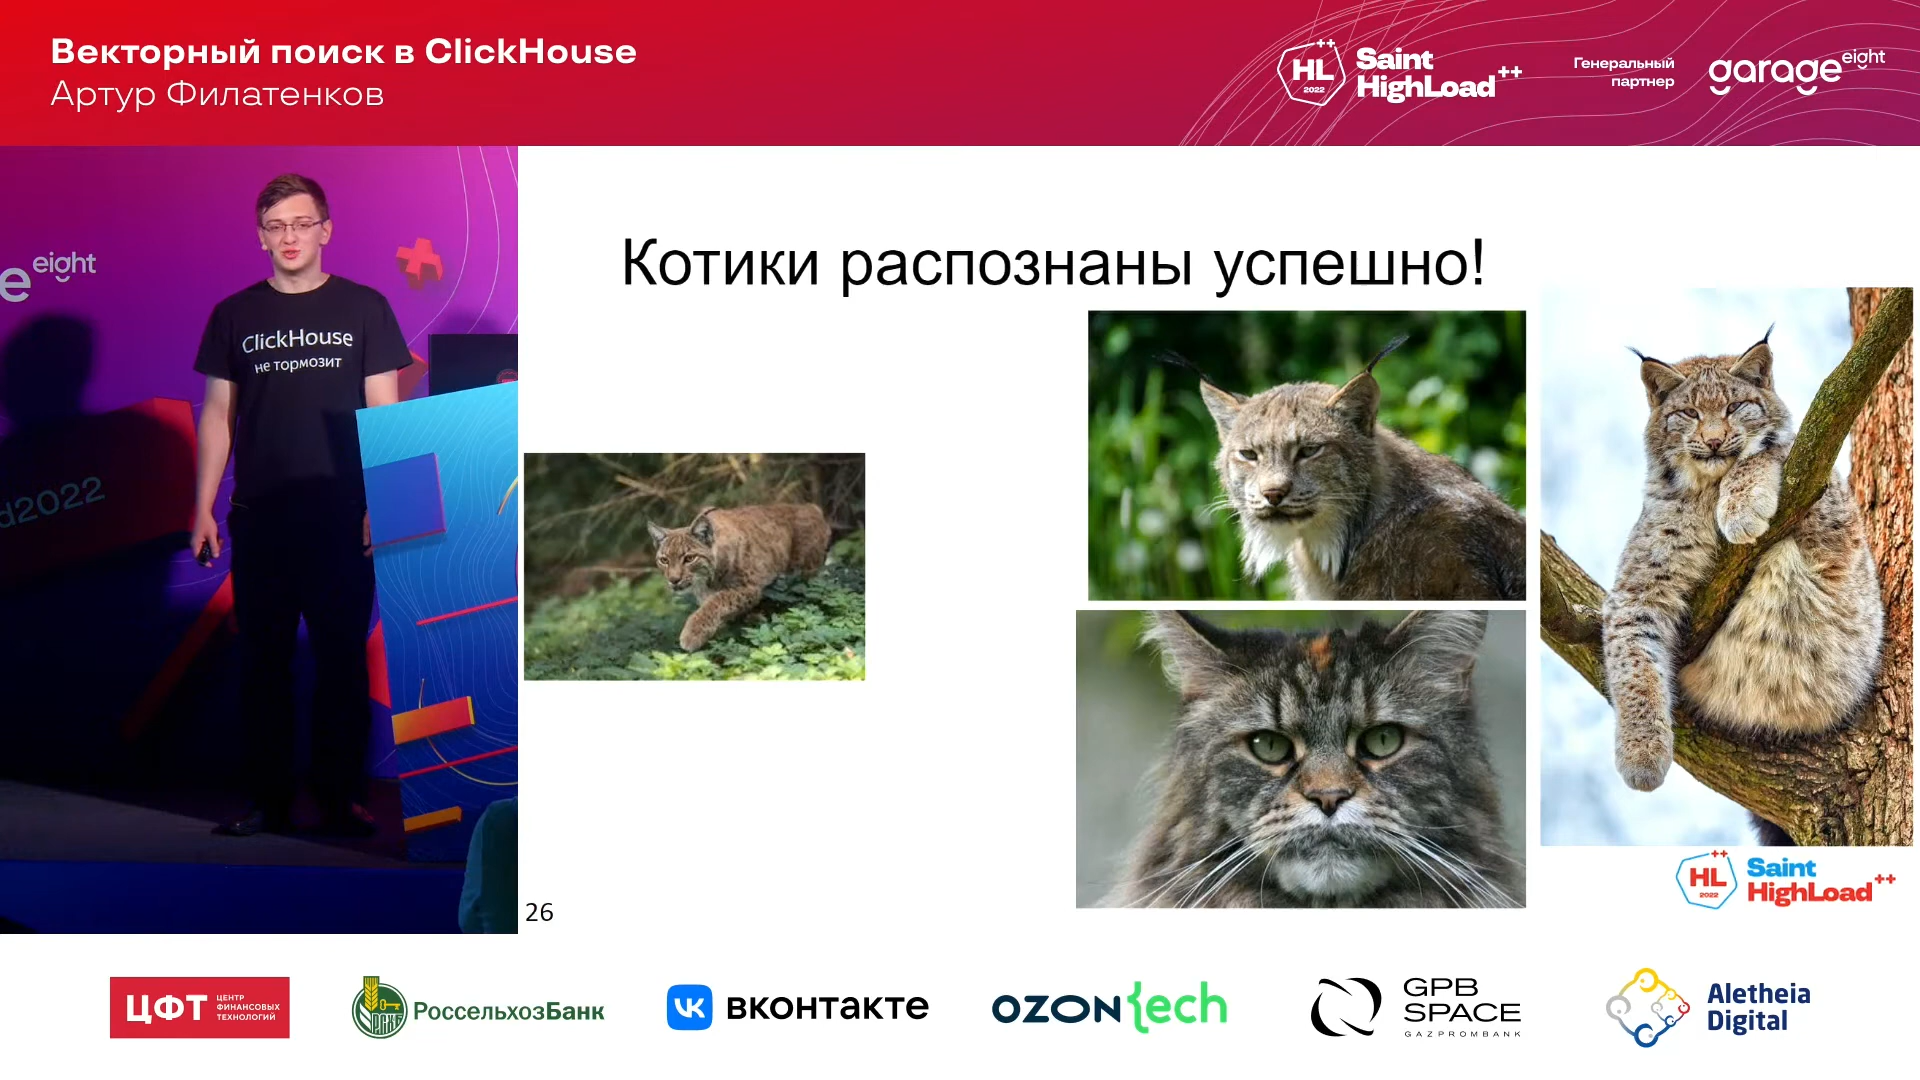 Векторный поиск в ClickHouse
Артур Филатенков
HL
2022
Saint
HighLoad++
Генеральный
партнер
garage eight
e eight
ClickHouse
не тормозит
d2022
Котики распознаны успешно!
26
HL
2022
Saint
HighLoad++
ЦФТ
ЦЕНТР
ФИНАНСОВЫХ
ТЕХНОЛОГИЙ
РСХБ
РоссельхозБанк
вконтакте
OZON tech
GPB
SPACE
GAZPROMBANK
Aletheia
Digital